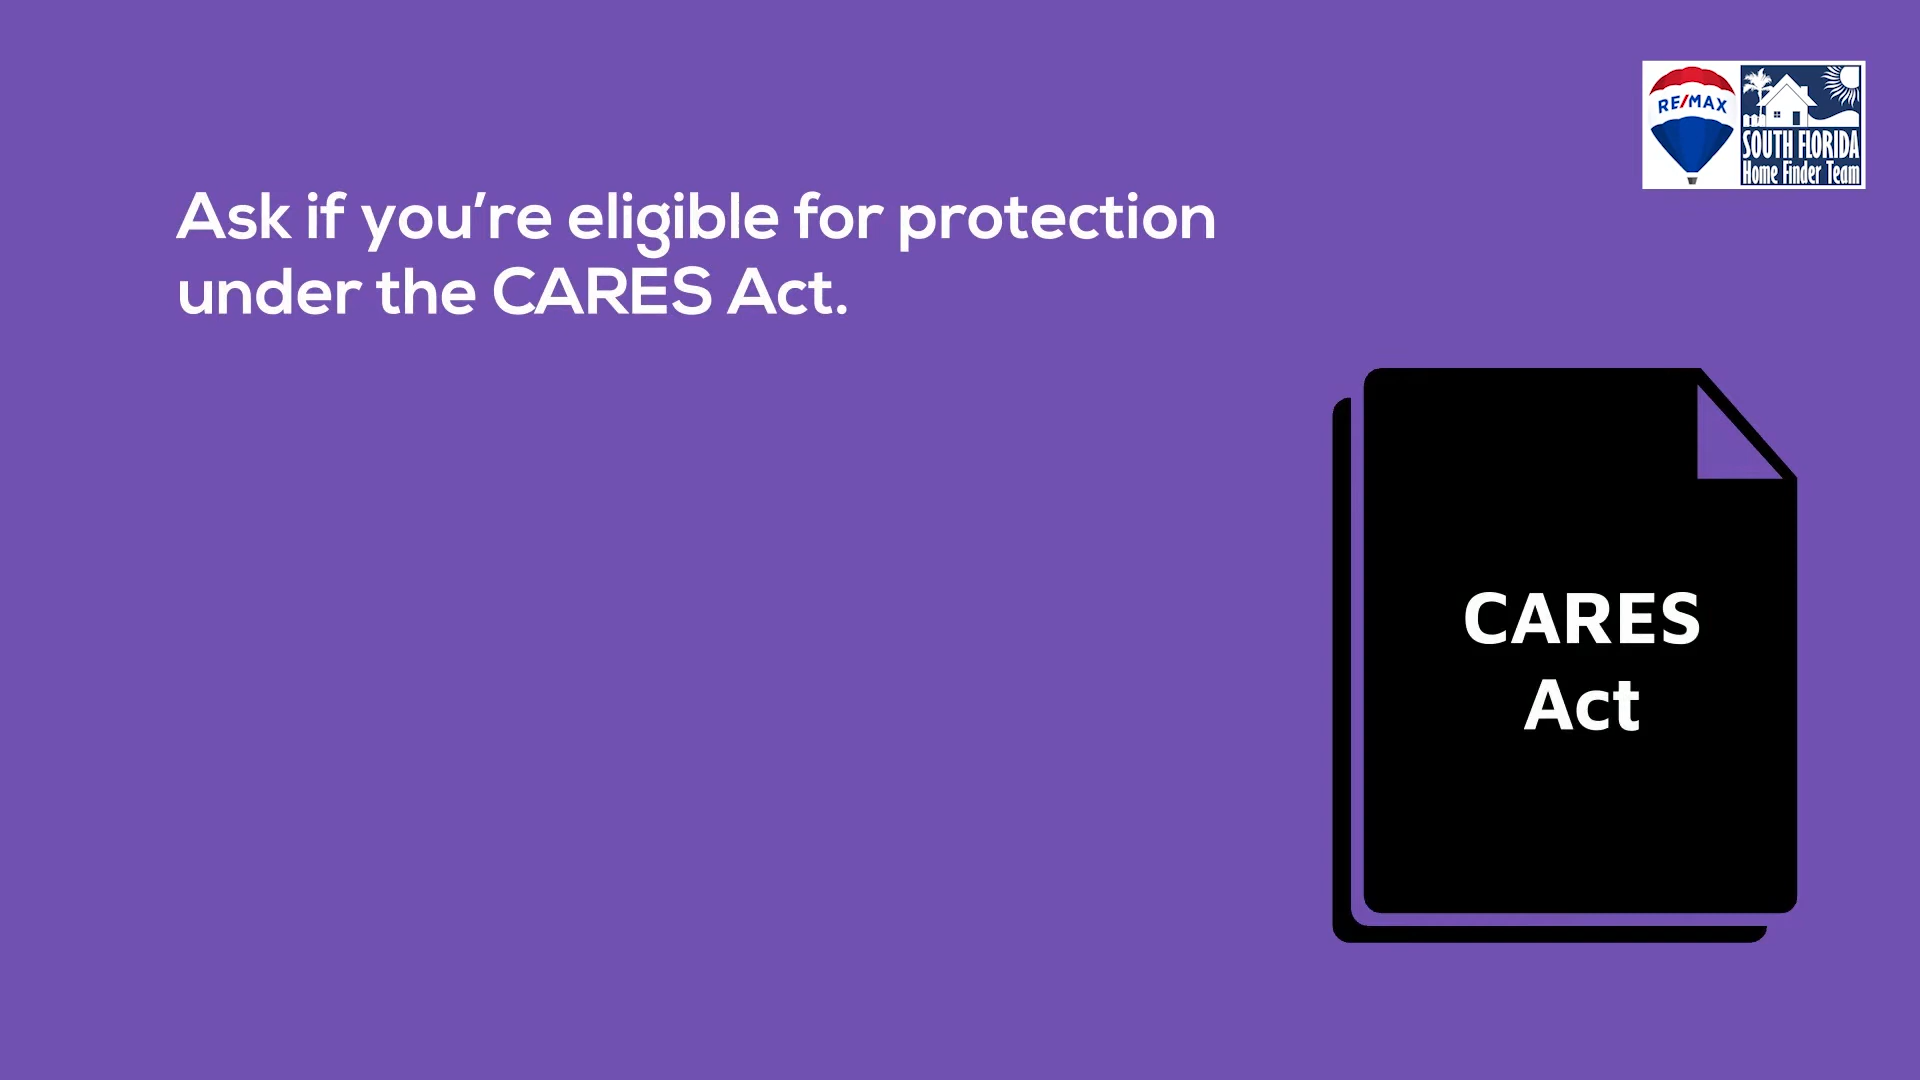 RE/MAX
SOUTH FLORIDA
Home Finder Team
Ask if you’re eligible for protection
under the CARES Act.
CARES
Act